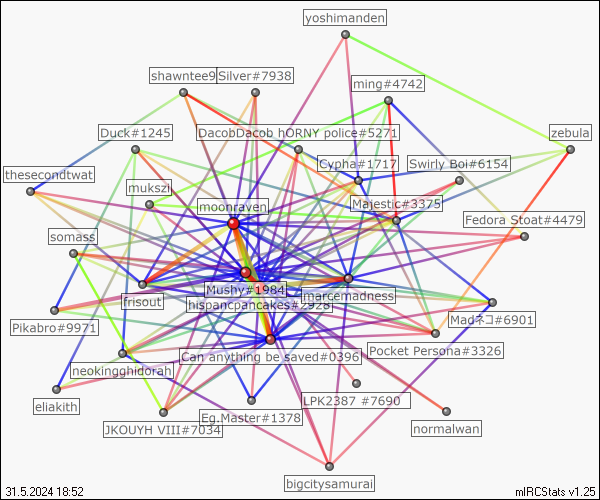 yoshimanden
shawntee9
Silver#7938
ming#4742
Duck#1245
DacobDacob hORNY police#5271
zebula
thesecondtwat
Cypha#1717
Swirly Boi#6154
mukszi
moonraven
Majestic#3375
Fedora Stoat#4479
somass
frisout
Mushy#1984
marcemadness
hispancpancakes#2928
Pikabro#9971
Madネコ#6901
neokingghidorah
Can anything be saved#0396
Pocket Persona#3326
eliakith
LPK2387 #7690
JKOUYH VIII#7034
Eg.Master#1378
normalwan
bigcitysamurai
31.5.2024 18:52
mIRCStats v1.25